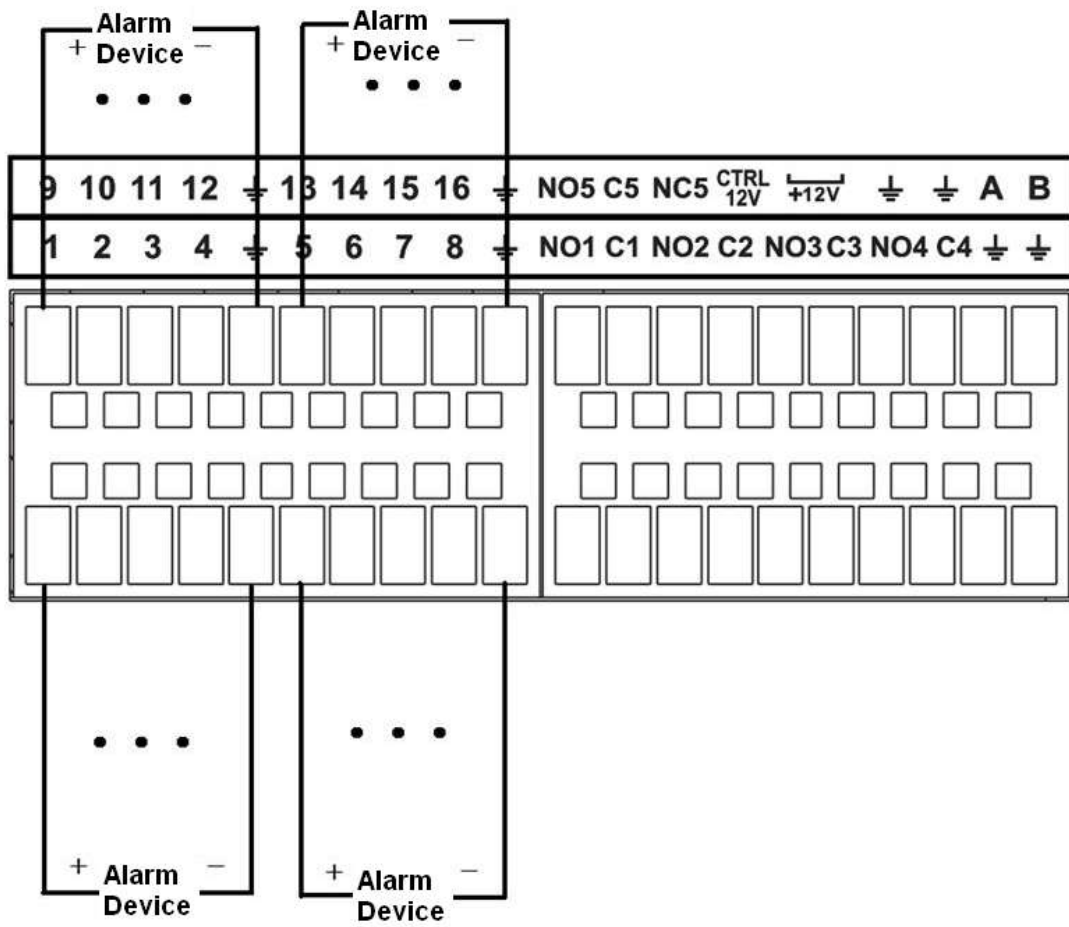 Alarm
+ Device −
Alarm
+ Device −
9 10 11 12 ⏚ 13 14 15 16 ⏚ NO5 C5 NC5 CTRL 12V +12V ⏚ ⏚ A B
1 2 3 4 ⏚ 5 6 7 8 ⏚ NO1 C1 NO2 C2 NO3 C3 NO4 C4 ⏚ ⏚
+ Alarm −
Device
+ Alarm −
Device